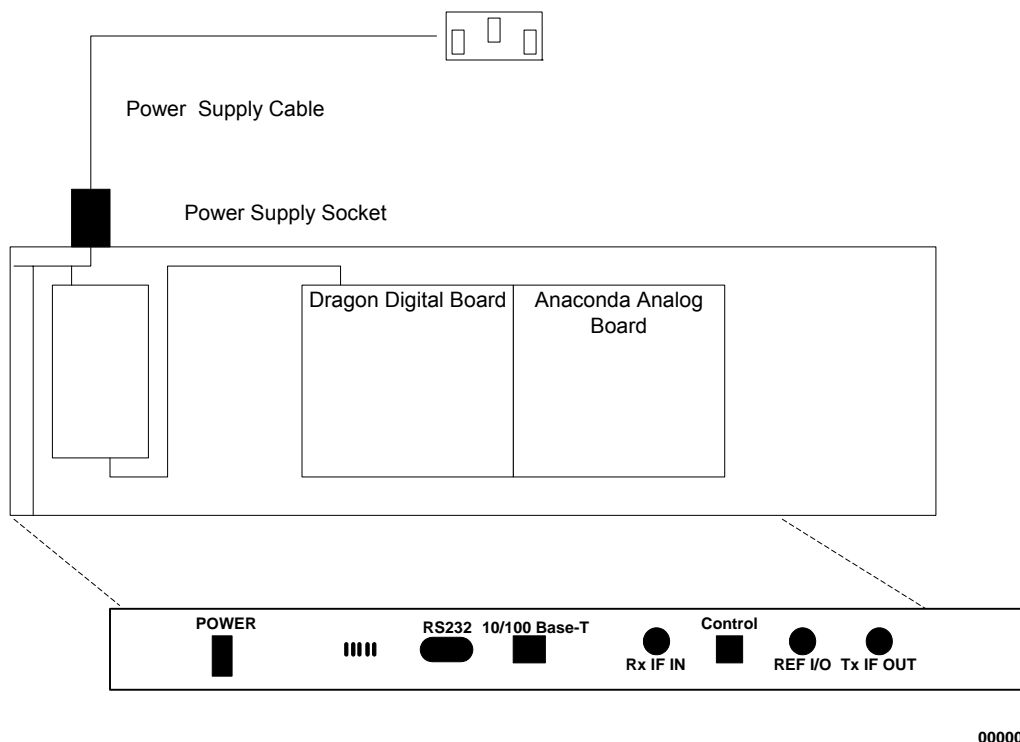 Power Supply Cable
Power Supply Socket
Dragon Digital Board
Anaconda Analog
Board
POWER
RS232
10/100 Base-T
Rx IF IN
Control
REF I/O
Tx IF OUT
00000